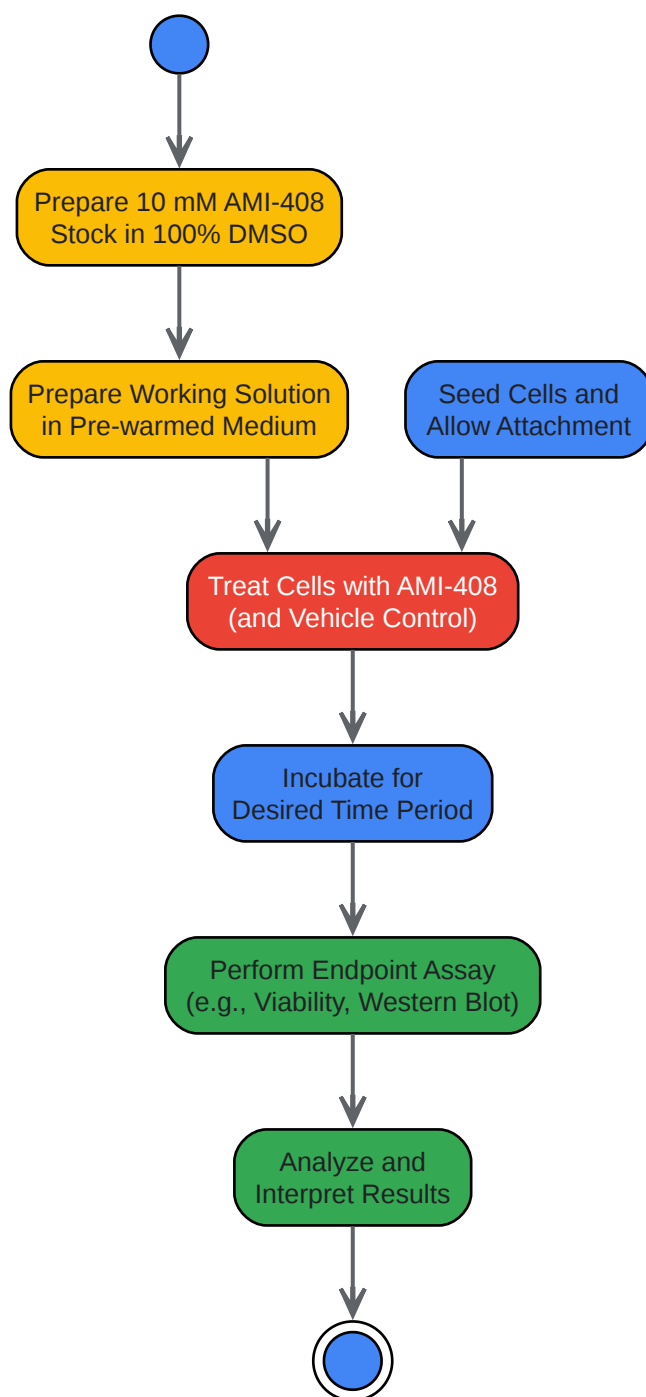 Prepare 10 mM AMI-408
Stock in 100% DMSO
Prepare Working Solution
in Pre-warmed Medium
Seed Cells and
Allow Attachment
Treat Cells with AMI-408
(and Vehicle Control)
Incubate for
Desired Time Period
Perform Endpoint Assay
(e.g., Viability, Western Blot)
Analyze and
Interpret Results